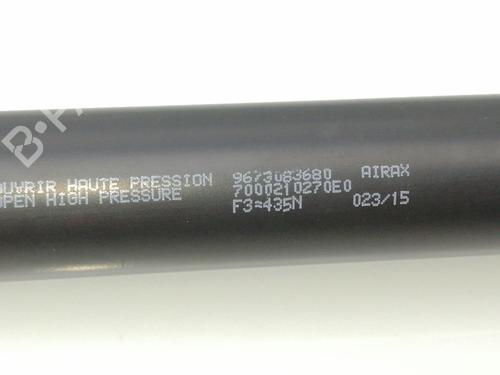 OUVRIR HAUTE PRESSION 9673083680 AIRAX
OPEN HIGH PRESSURE 7000210270E0
F3=435N 023/15